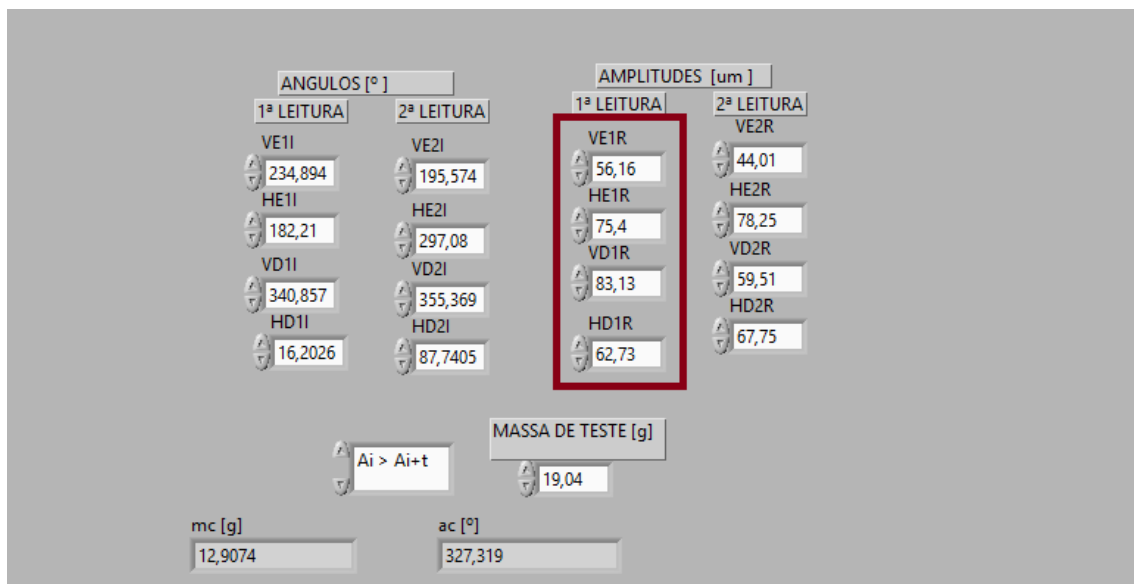 ANGULOS [º ]
1ª LEITURA
2ª LEITURA
VE1I
234,894
HE1I
182,21
VD1I
340,857
HD1I
16,2026
VE2I
195,574
HE2I
297,08
VD2I
355,369
HD2I
87,7405
AMPLITUDES [um ]
1ª LEITURA
2ª LEITURA
VE1R
56,16
HE1R
75,4
VD1R
83,13
HD1R
62,73
VE2R
44,01
HE2R
78,25
VD2R
59,51
HD2R
67,75
Ai > Ai+t
MASSA DE TESTE [g]
19,04
mc [g]
12,9074
ac [º]
327,319